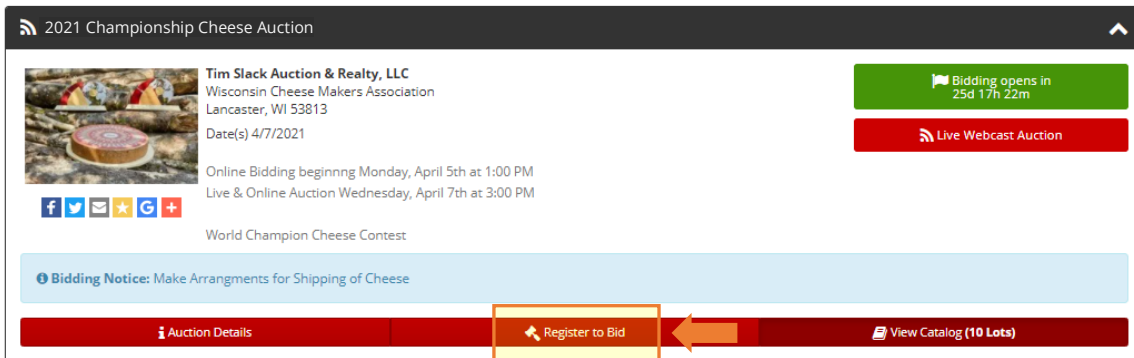 2021 Championship Cheese Auction
Tim Slack Auction & Realty, LLC
Wisconsin Cheese Makers Association
Lancaster, WI 53813
Date(s) 4/7/2021
Online Bidding beginnng Monday, April 5th at 1:00 PM
Live & Online Auction Wednesday, April 7th at 3:00 PM
World Champion Cheese Contest
Bidding opens in
25d 17h 22m
Live Webcast Auction
Bidding Notice: Make Arrangments for Shipping of Cheese
Auction Details
Register to Bid
View Catalog (10 Lots)